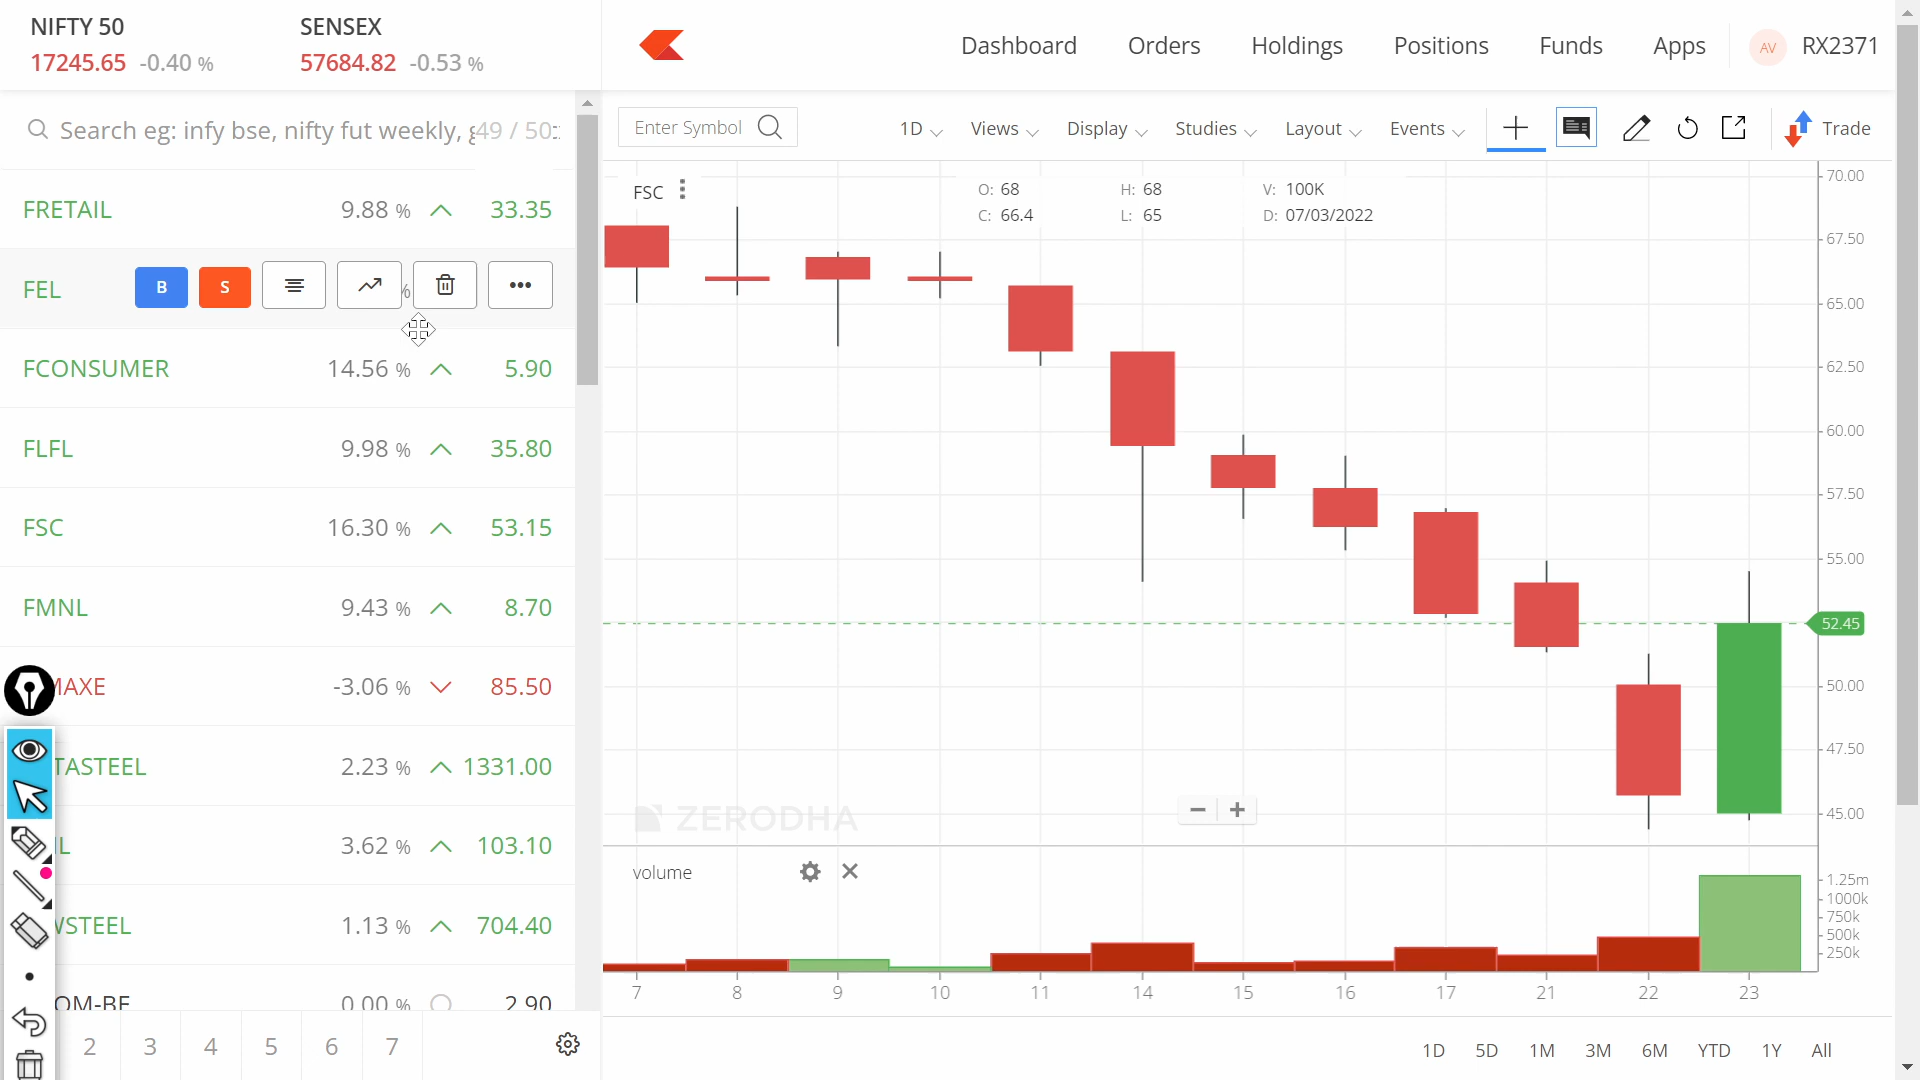 NIFTY 50
17245.65 -0.40 %
SENSEX
57684.82 -0.53 %
Dashboard
Orders
Holdings
Positions
Funds
Apps
AV
RX2371
Search eg: infy bse, nifty fut weekly,
49 / 50
FRETAIL 9.88 % 33.35
FEL B S %
FCONSUMER 14.56 % 5.90
FLFL 9.98 % 35.80
FSC 16.30 % 53.15
FMNL 9.43 % 8.70
MAXE -3.06 % 85.50
TASTEEL 2.23 % 1331.00
L 3.62 % 103.10
WSTEEL 1.13 % 704.40
OM-BE 0.00 % 2.90
2 3 4 5 6 7
Enter Symbol
1D
Views
Display
Studies
Layout
Events
Trade
FSC
O: 68
H: 68
V: 100K
C: 66.4
L: 65
D: 07/03/2022
70.00
67.50
65.00
62.50
60.00
57.50
55.00
52.45
50.00
47.50
45.00
ZERODHA
volume
1.25m
1000k
750k
500k
250k
7 8 9 10 11 14 15 16 17 21 22 23
1D 5D 1M 3M 6M YTD 1Y All